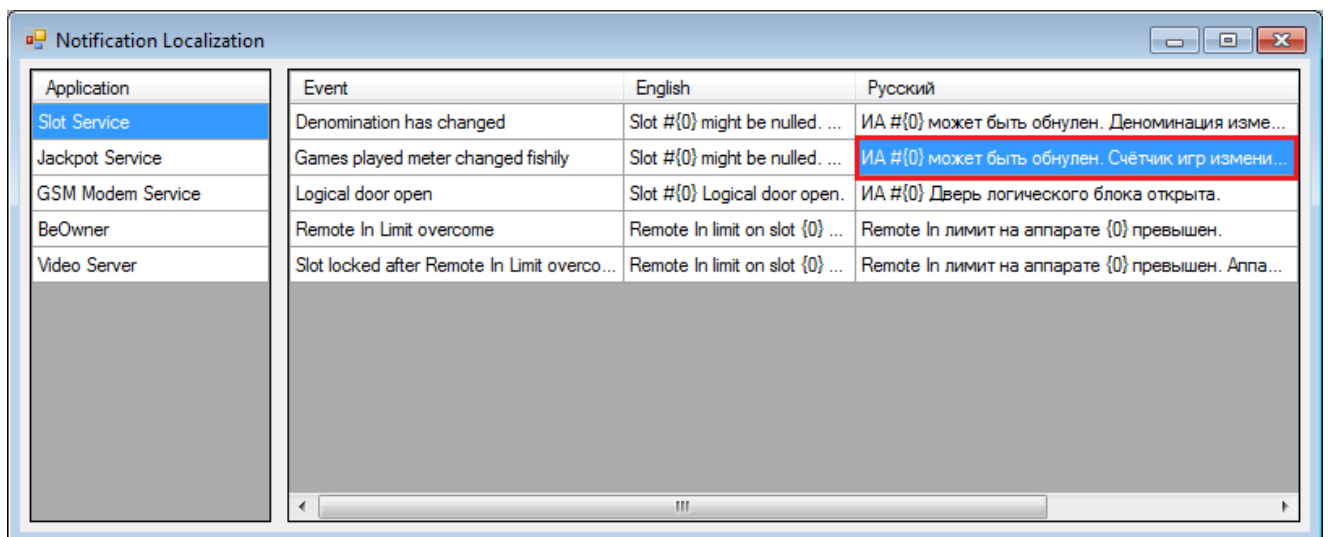 Notification Localization
Application
Slot Service
Jackpot Service
GSM Modem Service
BeOwner
Video Server
Event English Русский
Denomination has changed Slot #{0} might be nulled. ... ИА #{0} может быть обнулен. Деноминация изме...
Games played meter changed fishily Slot #{0} might be nulled. ... ИА #{0} может быть обнулен. Счётчик игр измени...
Logical door open Slot #{0} Logical door open. ИА #{0} Дверь логического блока открыта.
Remote In Limit overcome Remote In limit on slot {0} ... Remote In лимит на аппарате {0} превышен.
Slot locked after Remote In Limit overco... Remote In limit on slot {0} ... Remote In лимит на аппарате {0} превышен. Аппа...